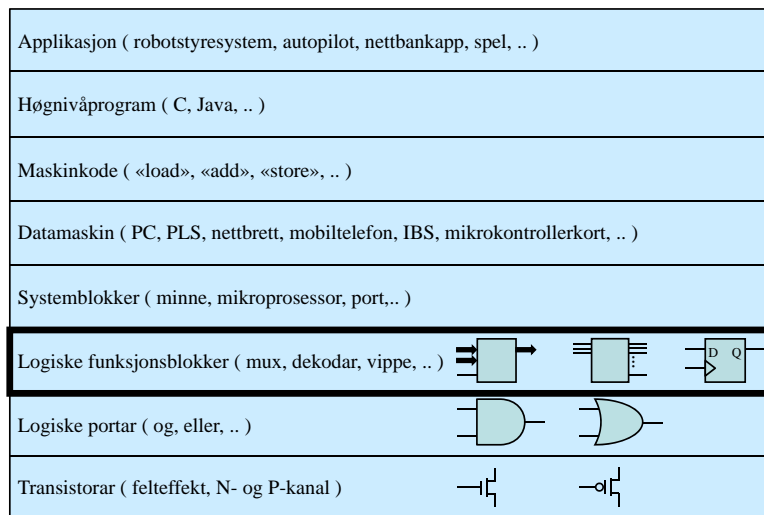 Applikasjon ( robotstyresystem, autopilot, nettbankapp, spel, .. )
Høgnivåprogram ( C, Java, .. )
Maskinkode ( «load», «add», «store», .. )
Datamaskin ( PC, PLS, nettbrett, mobiltelefon, IBS, mikrokontrollerkort, .. )
Systemblokker ( minne, mikroprosessor, port,.. )
Logiske funksjonsblokker ( mux, dekodar, vippe, .. )
D Q
Logiske portar ( og, eller, .. )
Transistorar ( felteffekt, N- og P-kanal )